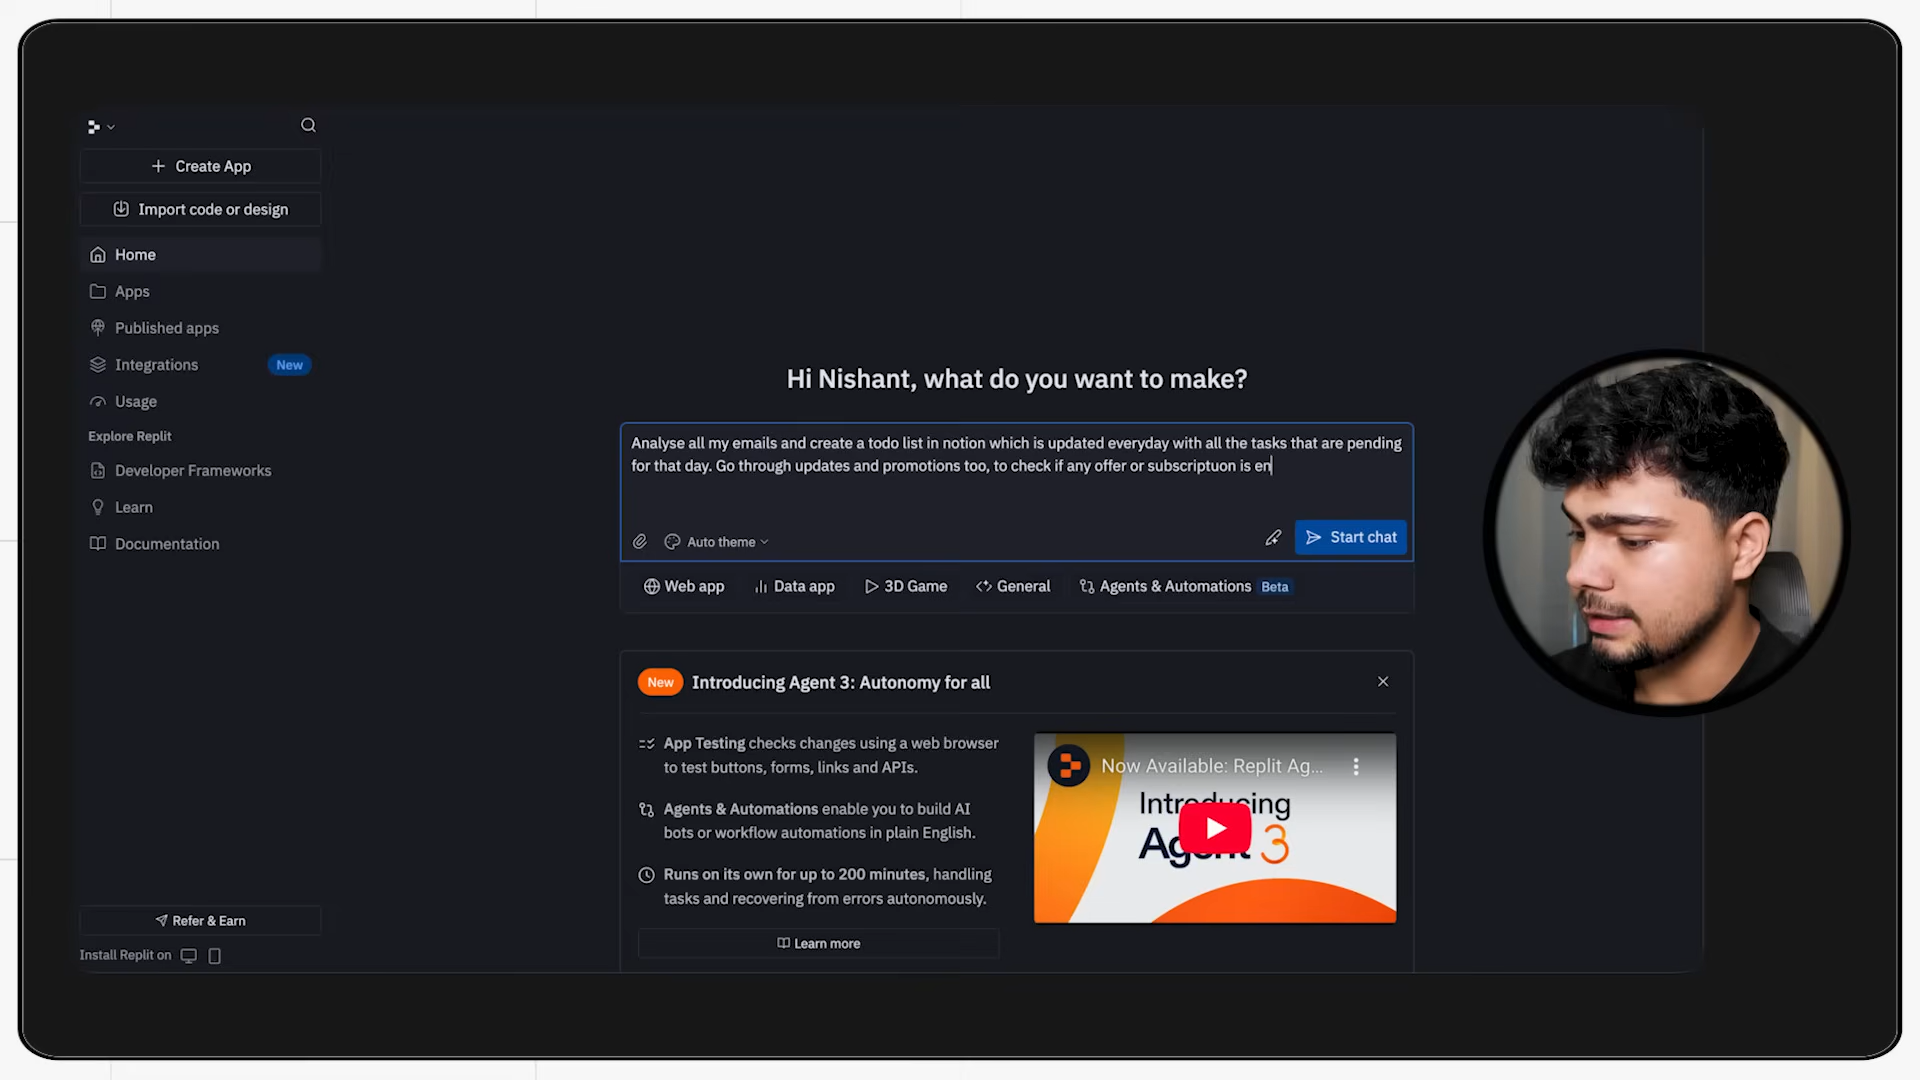 Create App
Import code or design
Home
Apps
Published apps
Integrations New
Usage
Explore Replit
Developer Frameworks
Learn
Documentation
Refer & Earn
Install Replit on
Hi Nishant, what do you want to make?
Analyse all my emails and create a todo list in notion which is updated everyday with all the tasks that are pending
for that day. Go through updates and promotions too, to check if any offer or subscriptuon is en
Auto theme
Start chat
Web app Data app 3D Game General Agents & Automations Beta
New Introducing Agent 3: Autonomy for all
App Testing checks changes using a web browser
to test buttons, forms, links and APIs.
Agents & Automations enable you to build AI
bots or workflow automations in plain English.
Runs on its own for up to 200 minutes, handling
tasks and recovering from errors autonomously.
Learn more
Now Available: Replit Ag...
Introducing
Agent 3